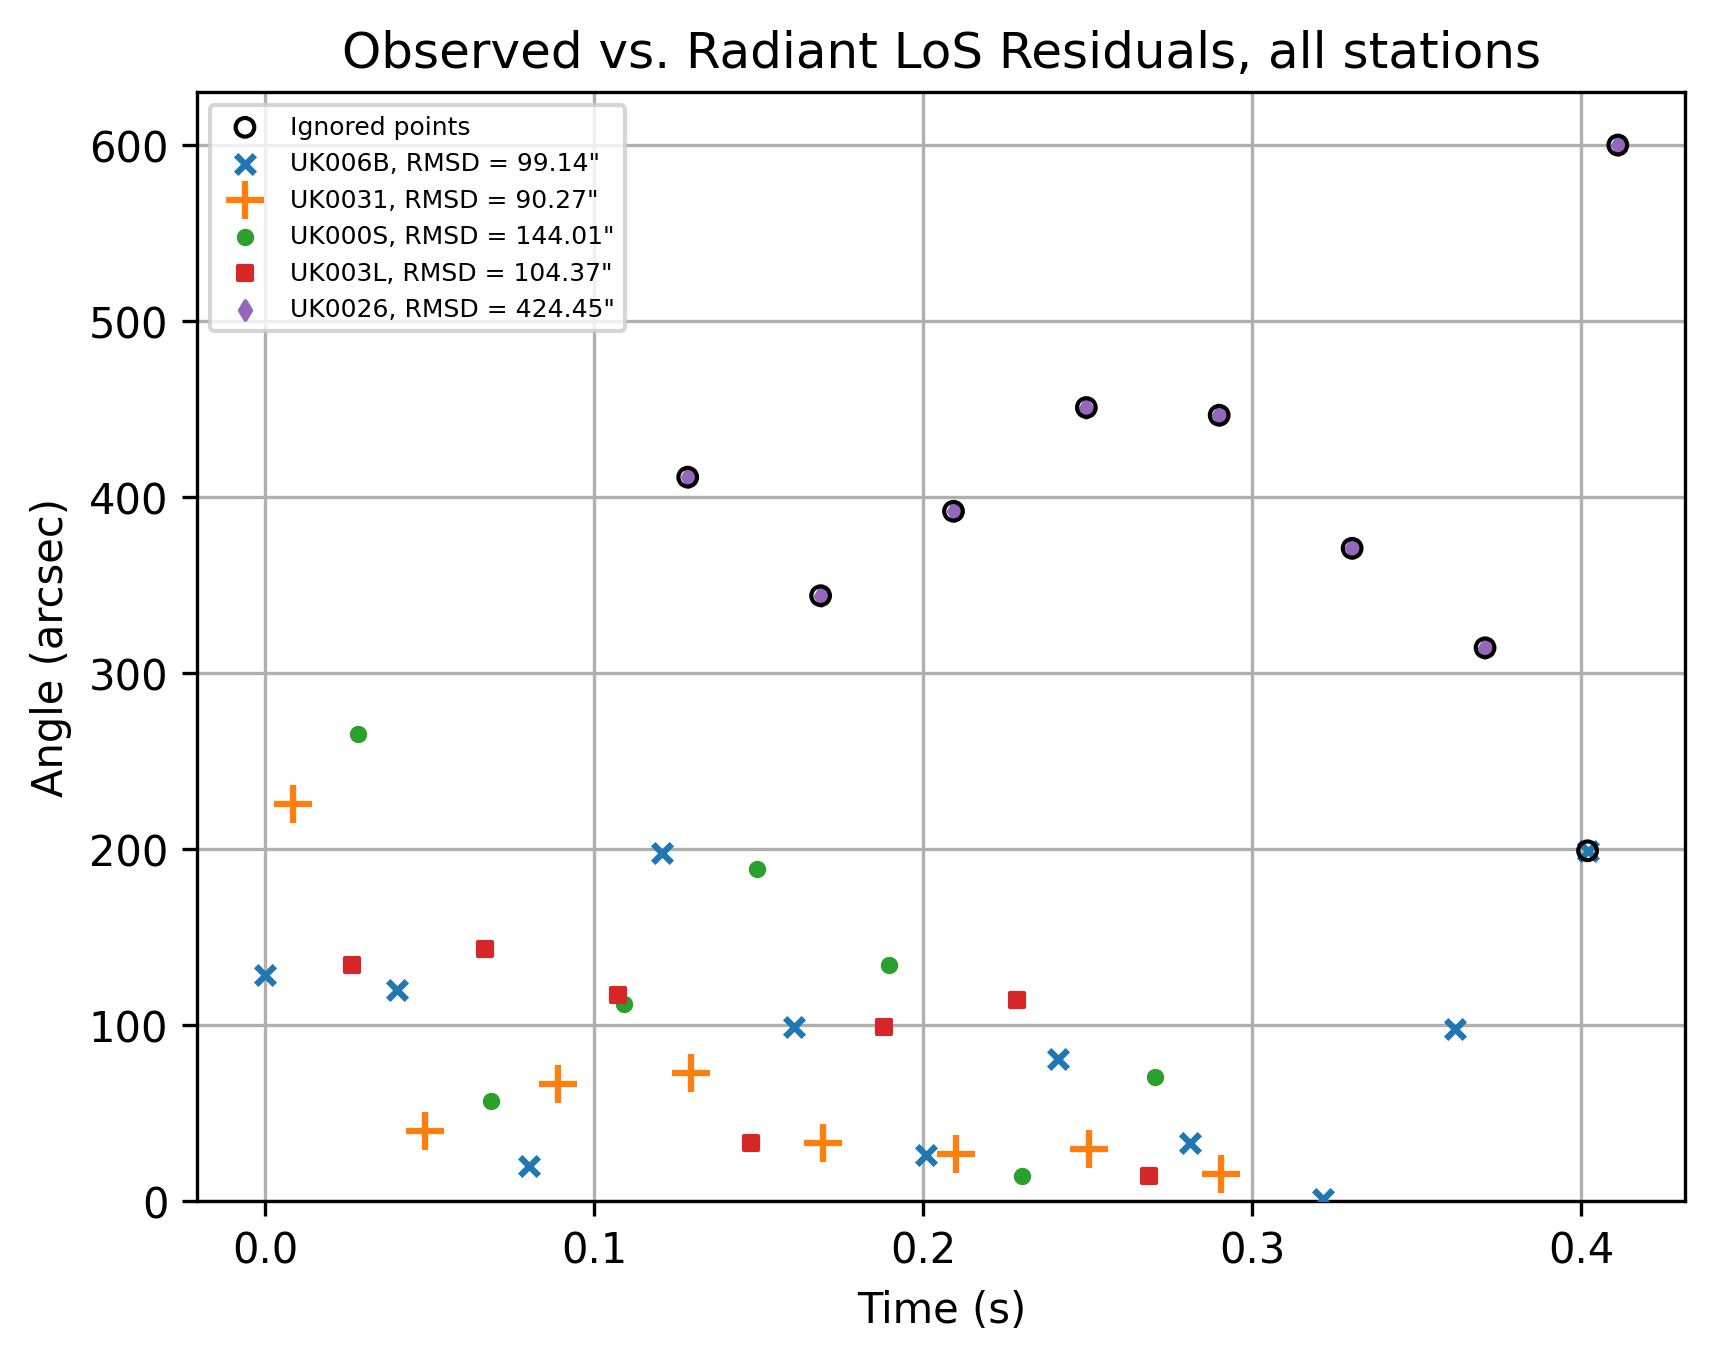 Observed vs. Radiant LoS Residuals, all stations
Ignored points
UK006B, RMSD = 99.14"
UK0031, RMSD = 90.27"
UK000S, RMSD = 144.01"
UK003L, RMSD = 104.37"
UK0026, RMSD = 424.45"
600
500
400
300
200
100
0
Angle (arcsec)
0.0 0.1 0.2 0.3 0.4
Time (s)